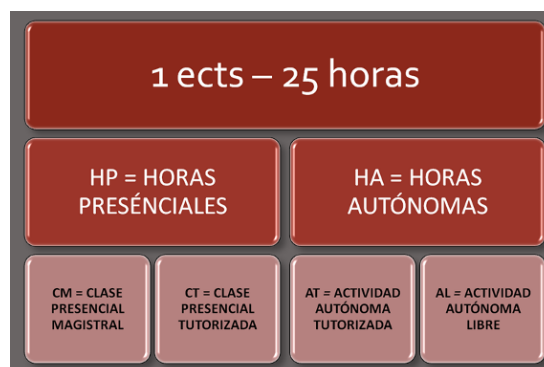 1 ects – 25 horas
HP = HORAS
PRESÉNCIALES
HA = HORAS
AUTÓNOMAS
CM = CLASE
PRESENCIAL
MAGISTRAL
CT = CLASE
PRESENCIAL
TUTORIZADA
AT = ACTIVIDAD
AUTÓNOMA
TUTORIZADA
AL = ACTIVIDAD
AUTÓNOMA
LIBRE